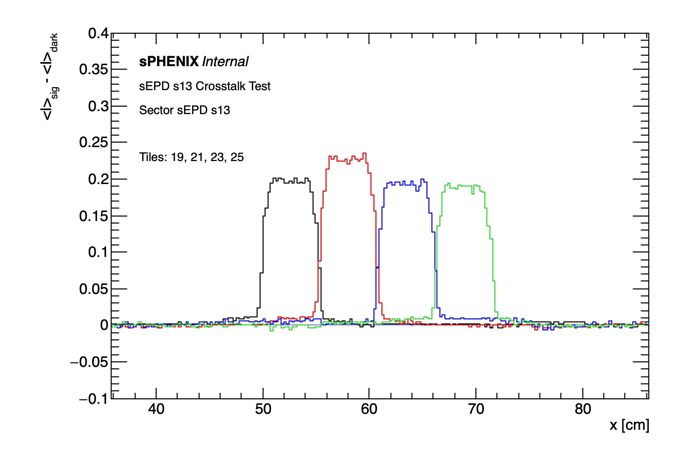 <I>sig - <I>dark
0.4
0.35
0.3
0.25
0.2
0.15
0.1
0.05
0
−0.05
−0.1
sPHENIX Internal
sEPD s13 Crosstalk Test
Sector sEPD s13
Tiles: 19, 21, 23, 25
40 50 60 70 80
x [cm]